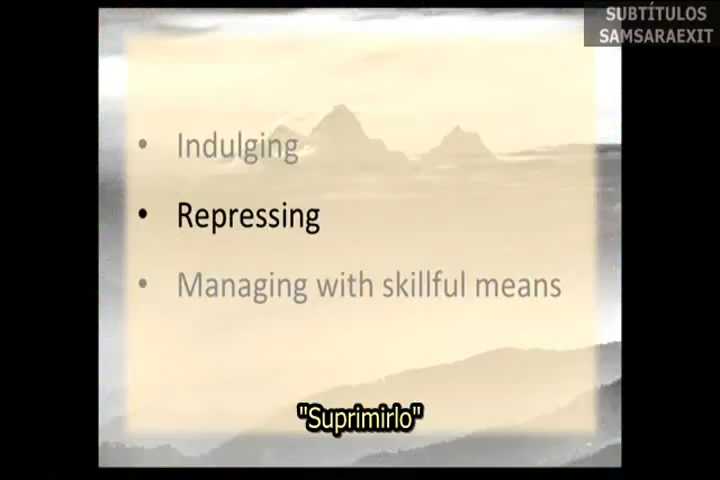 SUBTÍTULOS
SAMSARAEXIT
• Indulging
• Repressing
• Managing with skillful means
"Suprimirlo"